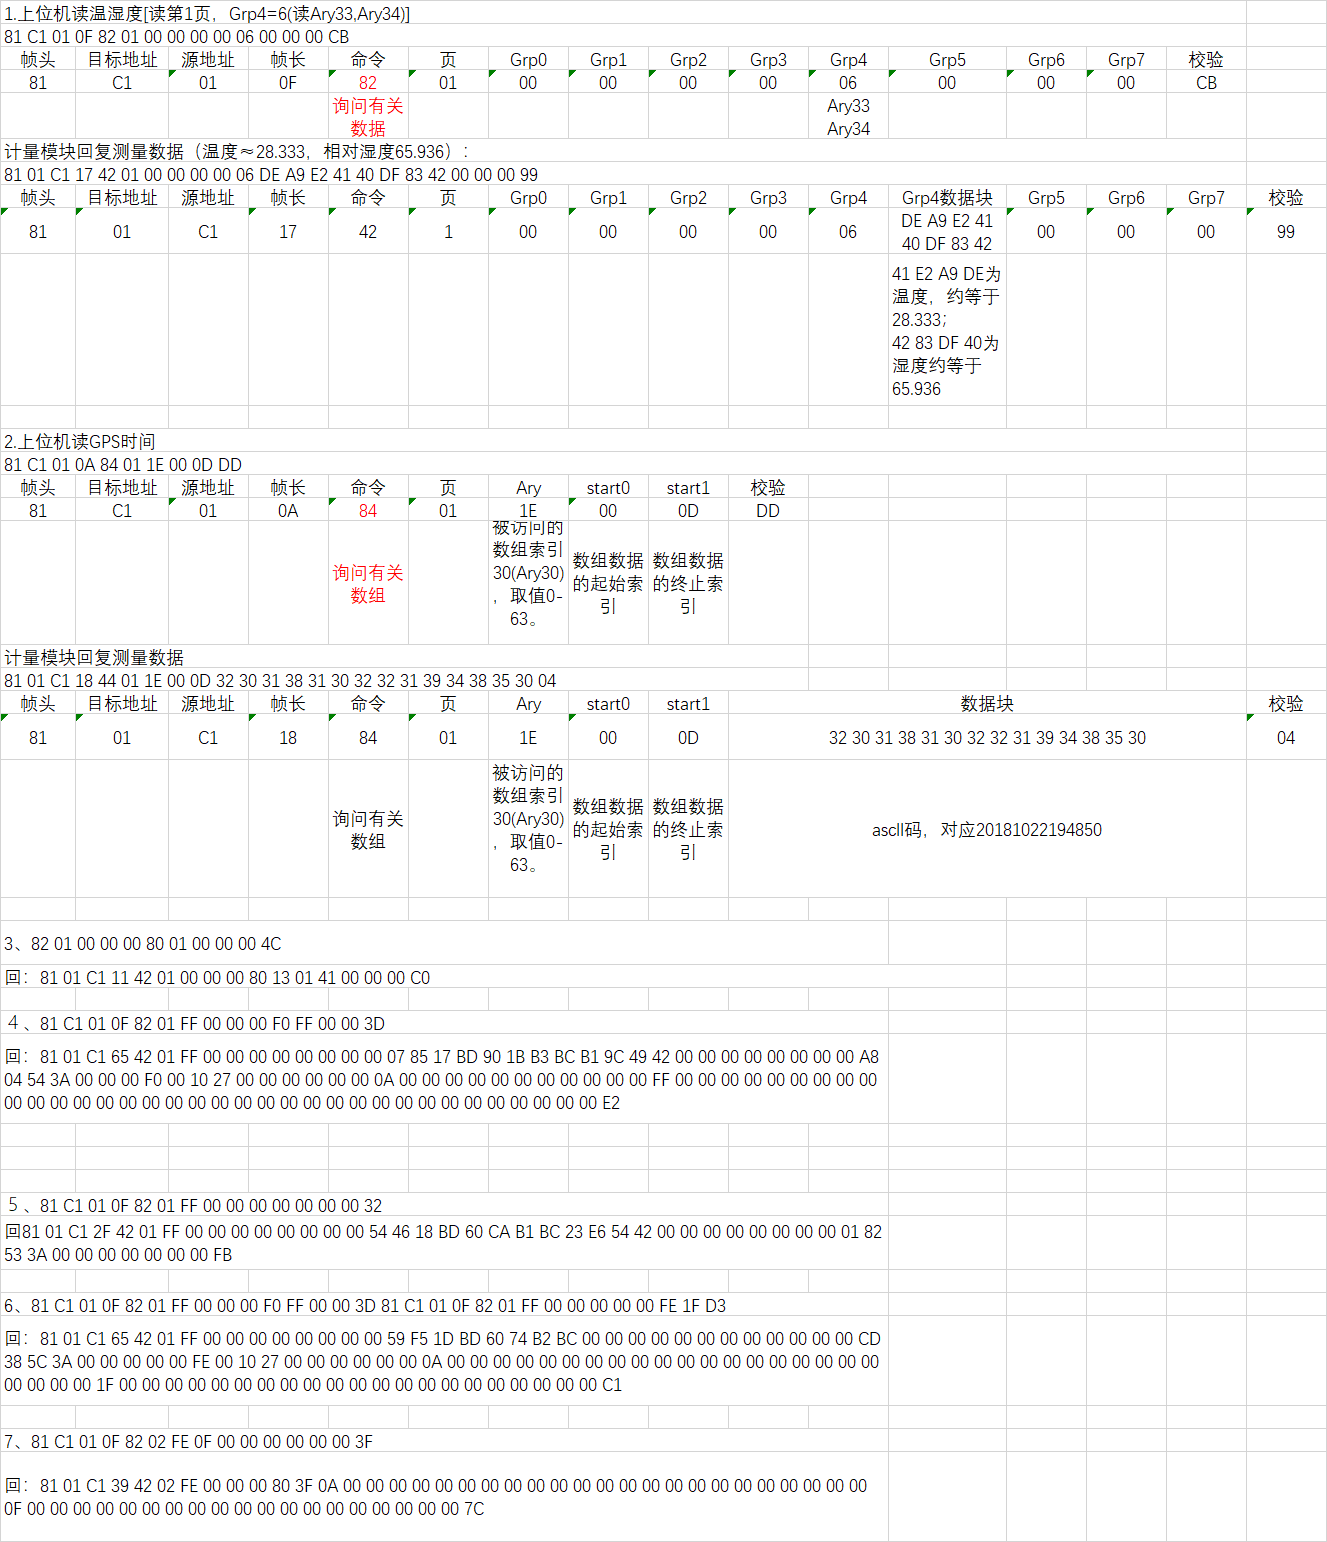 1.上位机读温湿度[读第1页，Grp4=6(读Ary33,Ary34)]
81 C1 01 0F 82 01 00 00 00 00 06 00 00 00 CB
帧头 目标地址 源地址 帧长 命令 页 Grp0 Grp1 Grp2 Grp3 Grp4 Grp5 Grp6 Grp7 校验
81 C1 01 0F 82 01 00 00 00 00 06 00 00 00 CB
询问有关 Ary33
数据 Ary34
计量模块回复测量数据（温度≈28.333，相对湿度65.936）：
81 01 C1 17 42 01 00 00 00 00 06 DE A9 E2 41 40 DF 83 42 00 00 00 99
帧头 目标地址 源地址 帧长 命令 页 Grp0 Grp1 Grp2 Grp3 Grp4 Grp4数据块 Grp5 Grp6 Grp7 校验
81 01 C1 17 42 1 00 00 00 00 06 DE A9 E2 41 40 DF 83 42 00 00 00 99
41 E2 A9 DE为
温度，约等于
28.333；
42 83 DF 40为
湿度约等于
65.936
2.上位机读GPS时间
81 C1 01 0A 84 01 1E 00 0D DD
帧头 目标地址 源地址 帧长 命令 页 Ary start0 start1 校验
81 C1 01 0A 84 01 1E 00 0D DD
询问有关
数组
被访问的
数组索引
30(Ary30)
，取值0-
63。
数组数据
的起始索
引
数组数据
的终止索
引
计量模块回复测量数据
81 01 C1 18 44 01 1E 00 0D 32 30 31 38 31 30 32 32 31 39 34 38 35 30 04
帧头 目标地址 源地址 帧长 命令 页 Ary start0 start1 数据块 校验
81 01 C1 18 84 01 1E 00 0D 32 30 31 38 31 30 32 32 31 39 34 38 35 30 04
询问有关
数组
被访问的
数组索引
30(Ary30)
，取值0-
63。
数组数据
的起始索
引
数组数据
的终止索
引
ascll码，对应20181022194850
3、82 01 00 00 00 80 01 00 00 00 4C
回：81 01 C1 11 42 01 00 00 00 80 13 01 41 00 00 00 C0
４、81 C1 01 0F 82 01 FF 00 00 00 F0 FF 00 00 3D
回：81 01 C1 65 42 01 FF 00 00 00 00 00 00 00 00 07 85 17 BD 90 1B B3 BC B1 9C 49 42 00 00 00 00 00 00 00 00 A8
04 54 3A 00 00 00 F0 00 10 27 00 00 00 00 00 00 0A 00 00 00 00 00 00 00 00 00 00 00 FF 00 00 00 00 00 00 00 00 00
00 00 00 00 00 00 00 00 00 00 00 00 00 00 00 00 00 00 00 00 00 00 00 00 00 00 E2
５、81 C1 01 0F 82 01 FF 00 00 00 00 00 00 00 32
回81 01 C1 2F 42 01 FF 00 00 00 00 00 00 00 00 54 46 18 BD 60 CA B1 BC 23 E6 54 42 00 00 00 00 00 00 00 00 01 82
53 3A 00 00 00 00 00 00 00 FB
6、81 C1 01 0F 82 01 FF 00 00 00 F0 FF 00 00 3D 81 C1 01 0F 82 01 FF 00 00 00 00 00 FE 1F D3
回：81 01 C1 65 42 01 FF 00 00 00 00 00 00 00 00 59 F5 1D BD 60 74 B2 BC 00 00 00 00 00 00 00 00 00 00 00 00 CD
38 5C 3A 00 00 00 00 00 FE 00 10 27 00 00 00 00 00 00 0A 00 00 00 00 00 00 00 00 00 00 00 00 00 00 00 00 00 00 00
00 00 00 00 1F 00 00 00 00 00 00 00 00 00 00 00 00 00 00 00 00 00 00 00 00 00 C1
7、81 C1 01 0F 82 02 FE 0F 00 00 00 00 00 00 3F
回：81 01 C1 39 42 02 FE 00 00 00 80 3F 0A 00 00 00 00 00 00 00 00 00 00 00 00 00 00 00 00 00 00 00 00 00 00 00
0F 00 00 00 00 00 00 00 00 00 00 00 00 00 00 00 00 00 00 00 7C